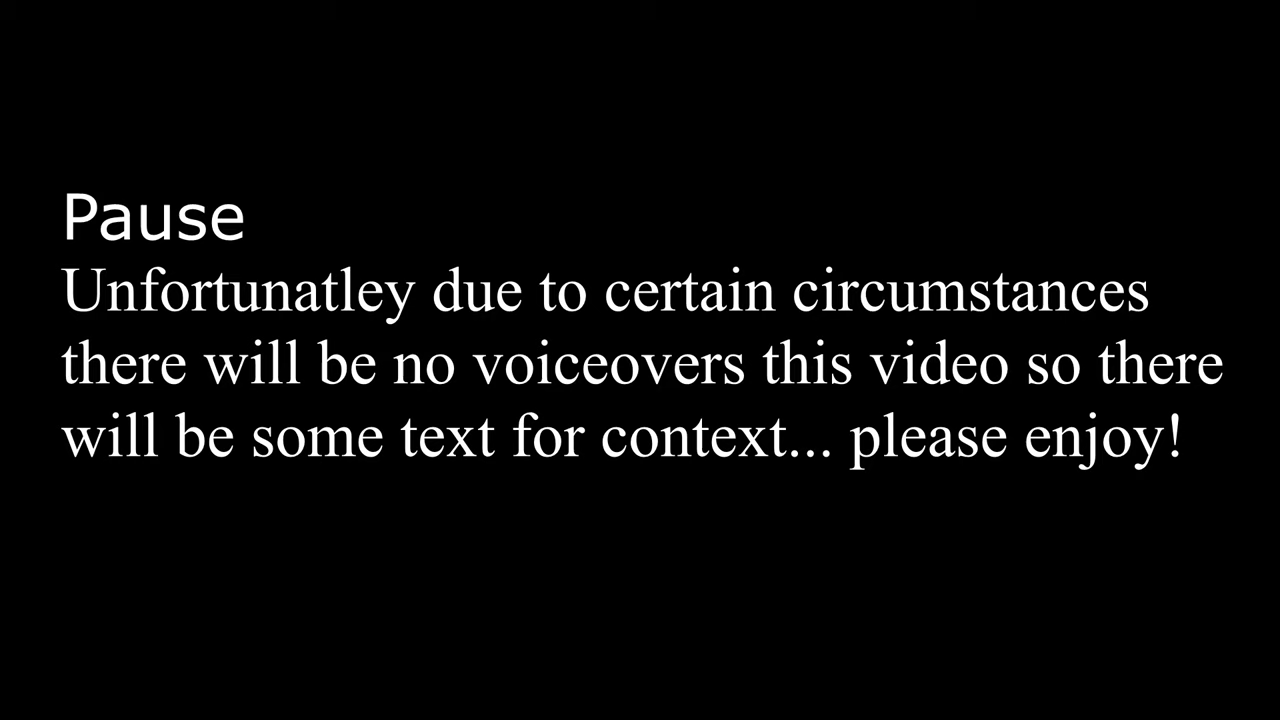 Pause
Unfortunatley due to certain circumstances
there will be no voiceovers this video so there
will be some text for context... please enjoy!